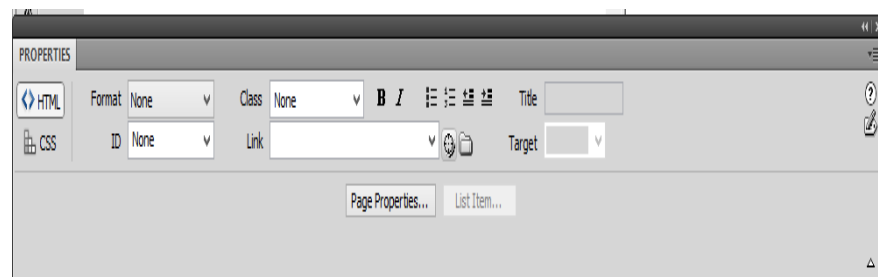 PROPERTIES
<> HTML Format None Class None B I Title
CSS ID None Link Target
Page Properties... List Item...